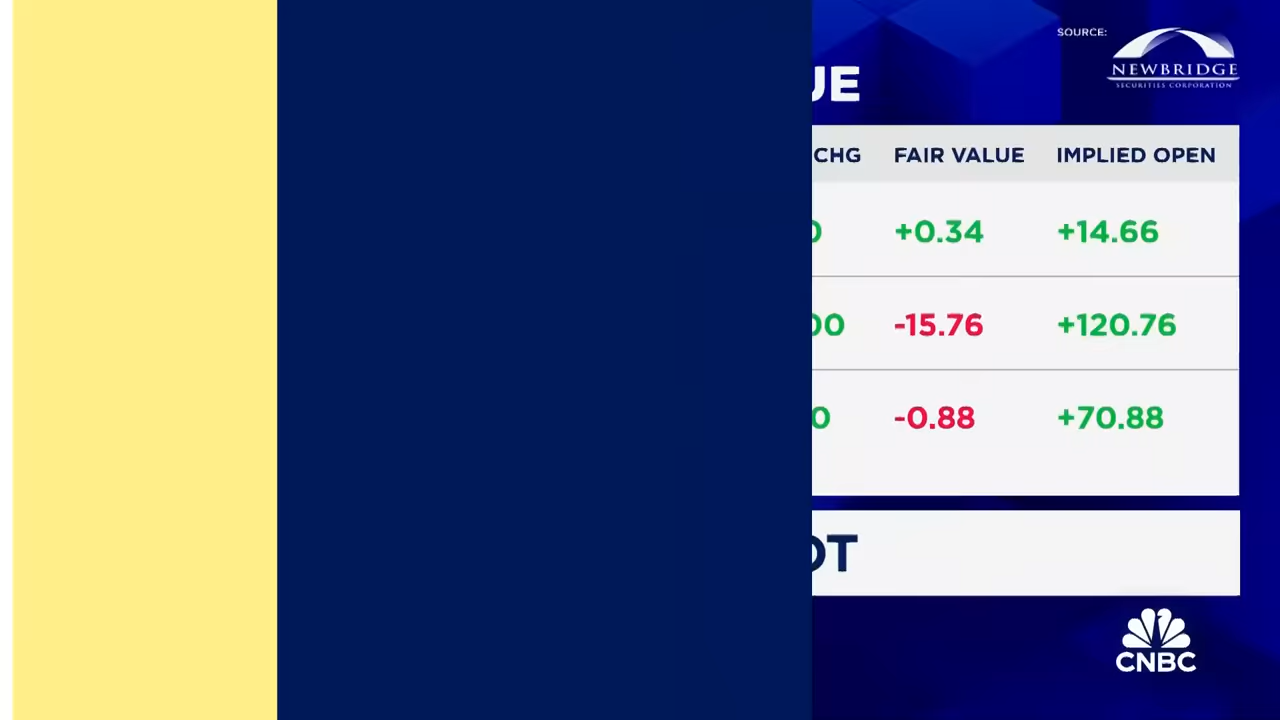 SOURCE:
NEWBRIDGE
SECURITIES CORPORATION
UE
CHG FAIR VALUE IMPLIED OPEN
0 +0.34 +14.66
00 -15.76 +120.76
0 -0.88 +70.88
OT
CNBC